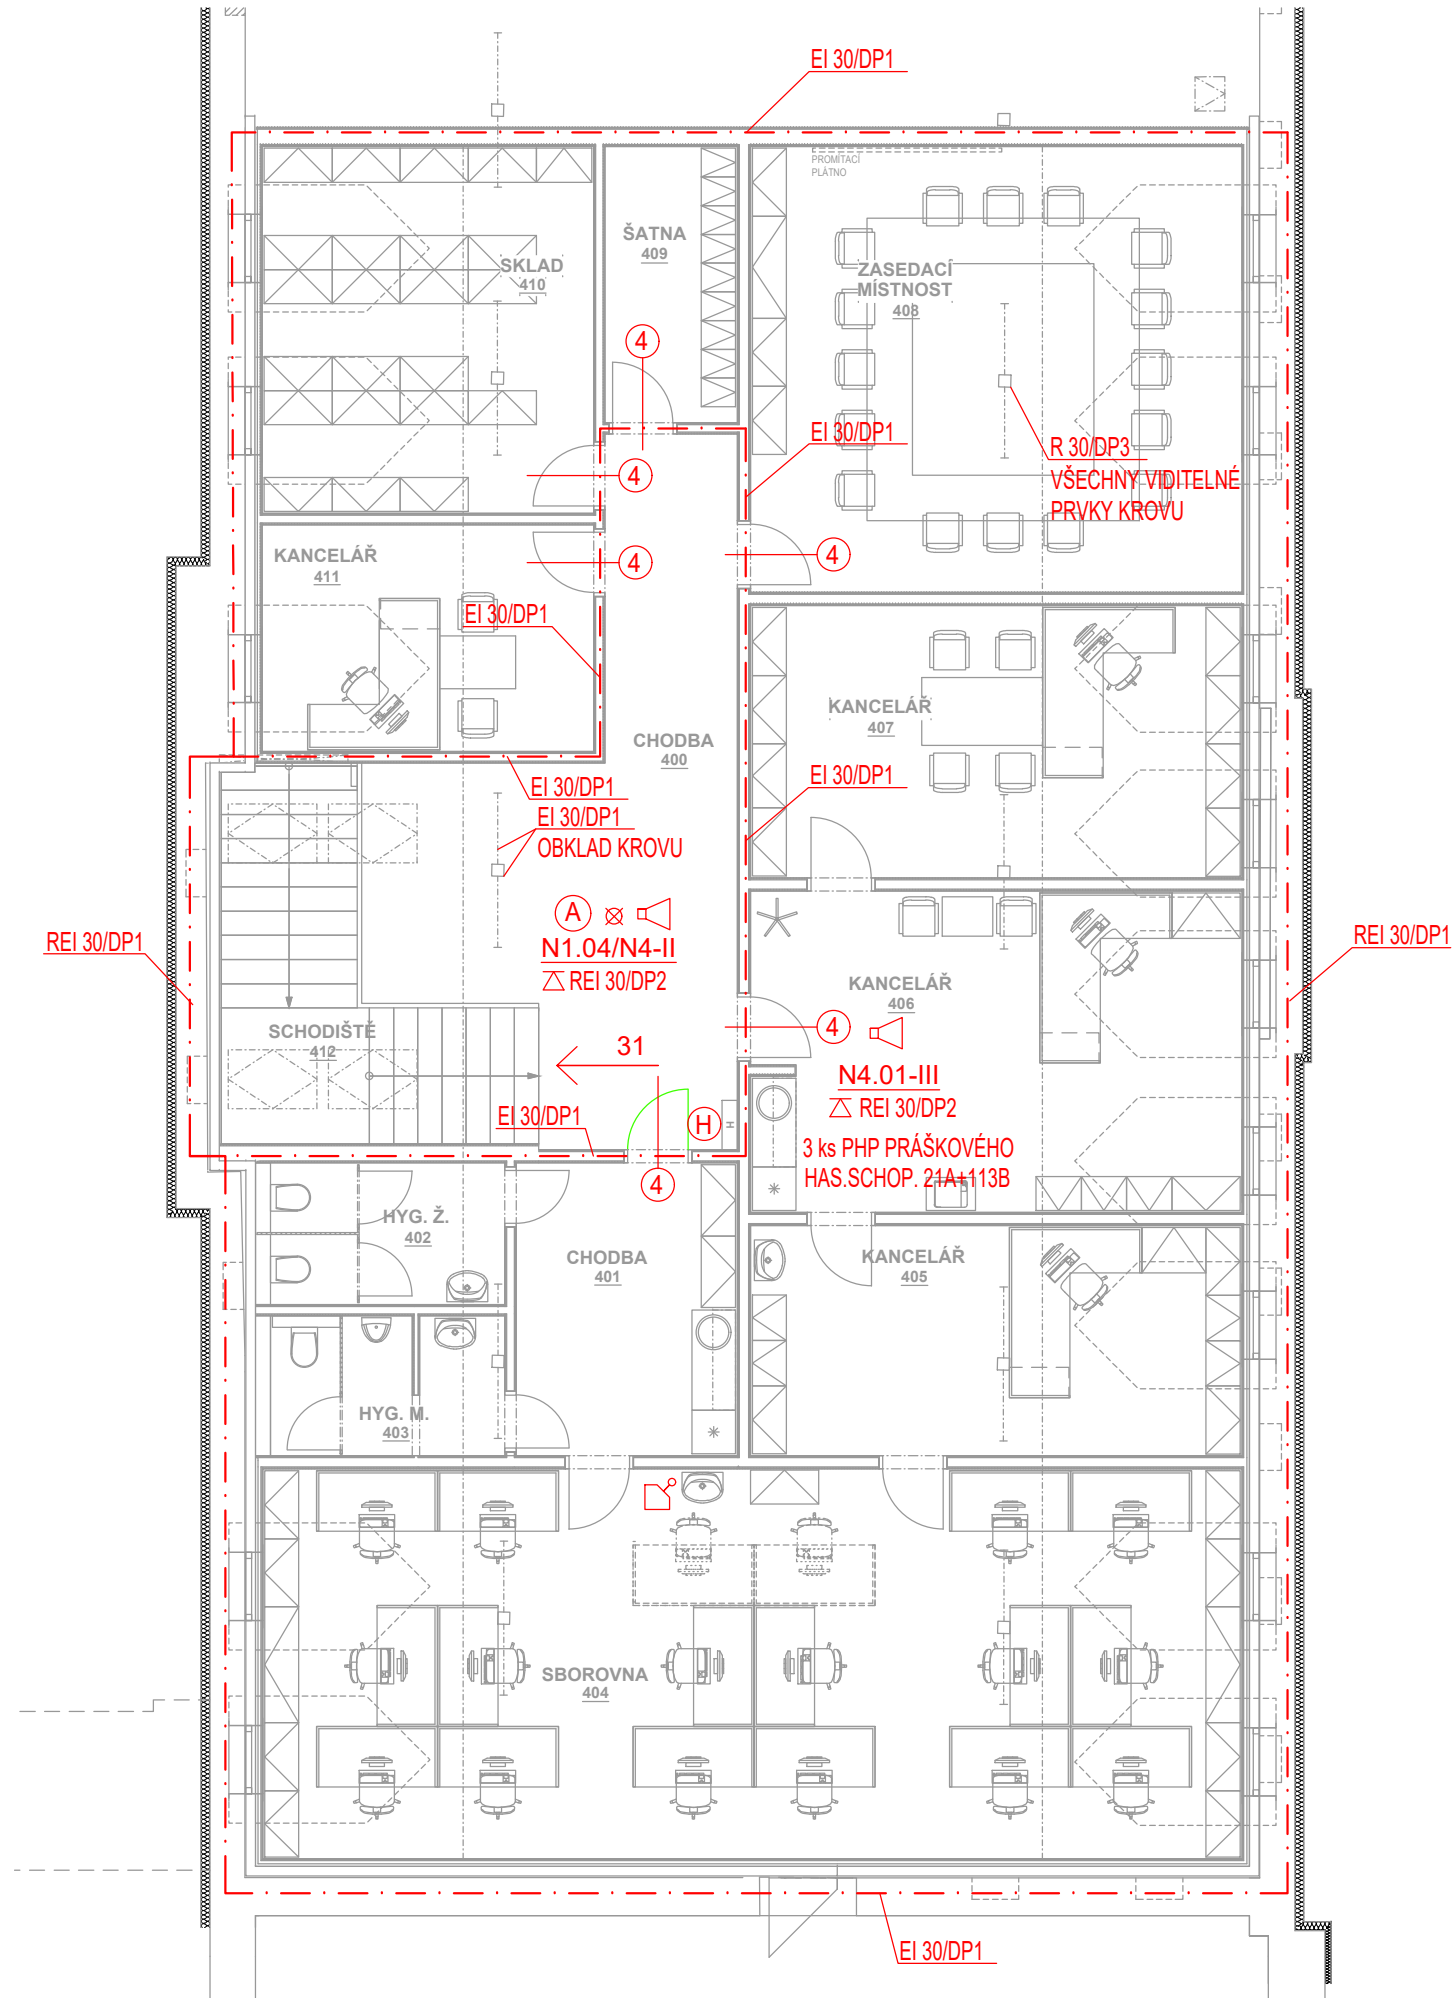 EI 30/DP1
PROMÍTACÍ
PLÁTNO
ŠATNA
409
SKLAD
410
ZASEDACÍ
MÍSTNOST
408
4
EI 30/DP1
R 30/DP3
VŠECHNY VIDITELNÉ
PRVKY KROVU
4
KANCELÁŘ
411
4
4
EI 30/DP1
KANCELÁŘ
407
CHODBA
400
EI 30/DP1
EI 30/DP1
EI 30/DP1
OBKLAD KROVU
A
N1.04/N4-II
REI 30/DP2
REI 30/DP1
REI 30/DP1
KANCELÁŘ
406
SCHODIŠTĚ
412
4
31
N4.01-III
REI 30/DP2
EI 30/DP1
H
H
3 ks PHP PRÁŠKOVÉHO
HAS.SCHOP. 21A+113B
4
HYG. Ž.
402
CHODBA
401
KANCELÁŘ
405
HYG. M.
403
SBOROVNA
404
EI 30/DP1